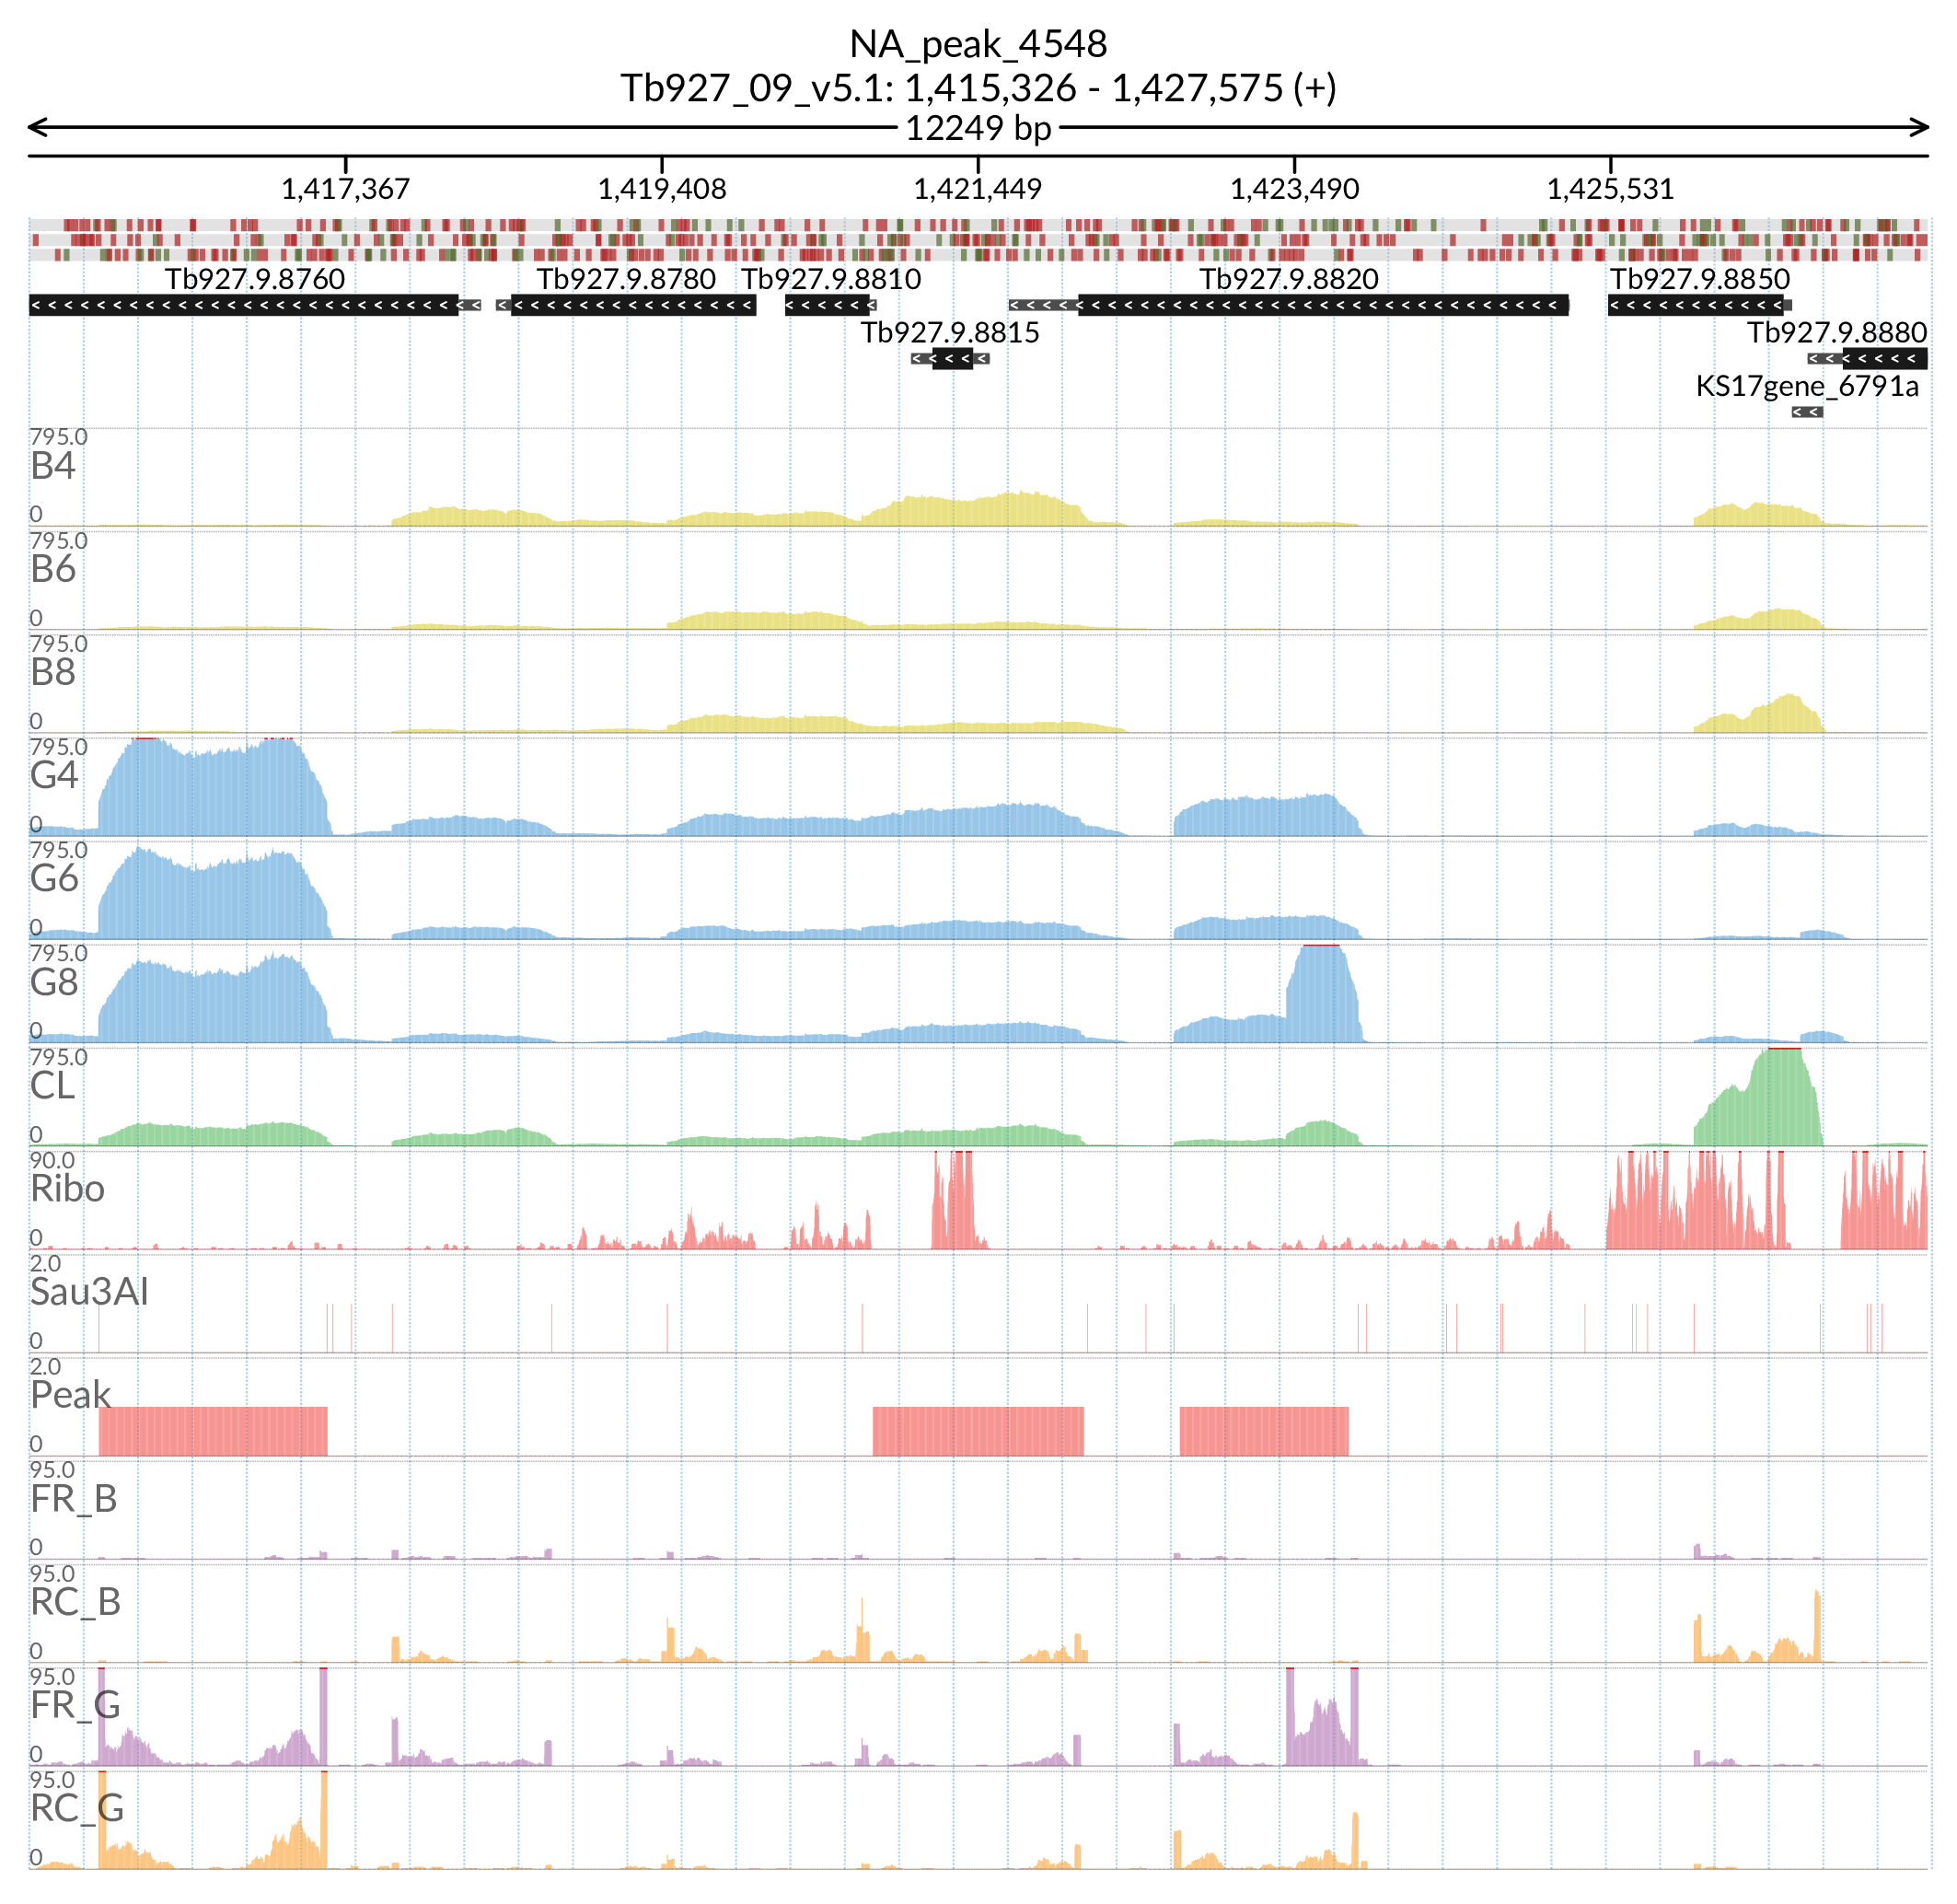 NA_peak_4548
Tb927_09_v5.1: 1,415,326 - 1,427,575 (+)
12249 bp
1,417,367 1,419,408 1,421,449 1,423,490 1,425,531
Tb927.9.8760 Tb927.9.8780 Tb927.9.8810 Tb927.9.8820 Tb927.9.8850
Tb927.9.8815 Tb927.9.8880
KS17gene_6791a
795.0
B4
0
795.0
B6
0
795.0
B8
0
795.0
G4
0
795.0
G6
0
795.0
G8
0
795.0
CL
0
90.0
Ribo
0
2.0
Sau3AI
0
2.0
Peak
0
95.0
FR_B
0
95.0
RC_B
0
95.0
FR_G
0
95.0
RC_G
0